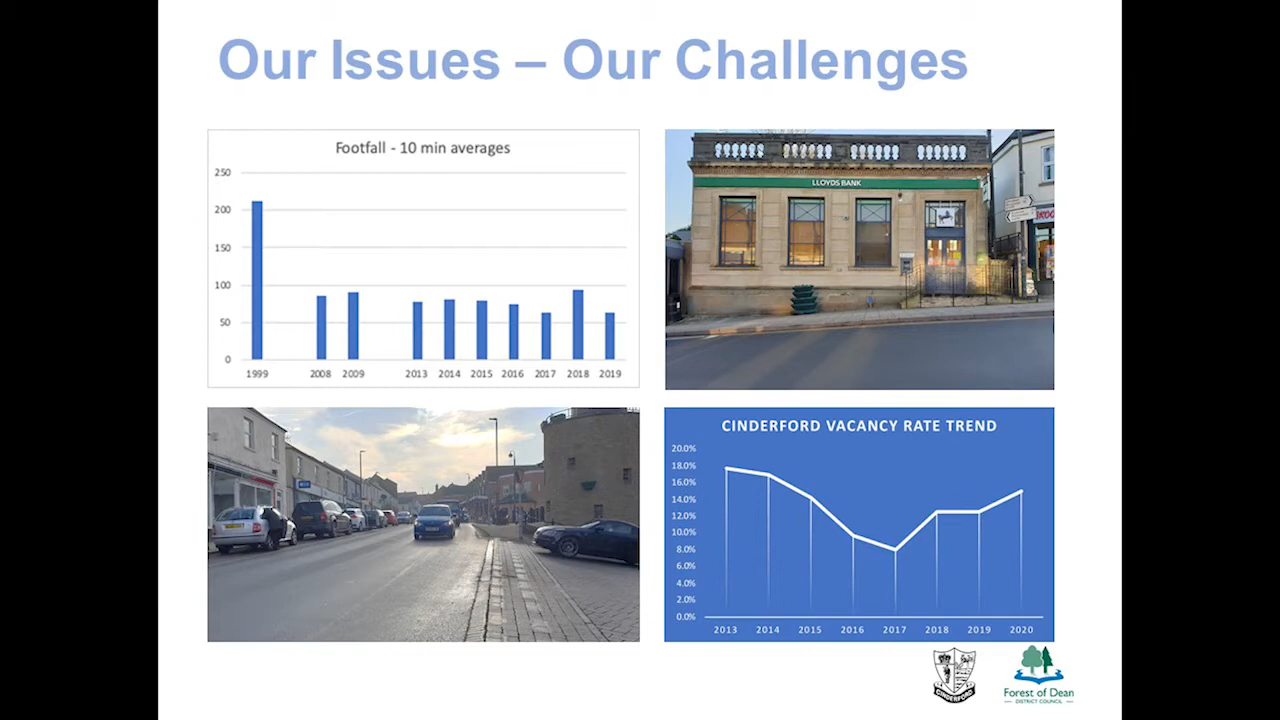 Our Issues – Our Challenges
Footfall - 10 min averages
250
200
150
100
50
0
1999 2008 2009 2013 2014 2015 2016 2017 2018 2019
LLOYDS BANK
CINDERFORD VACANCY RATE TREND
20.0%
18.0%
16.0%
14.0%
12.0%
10.0%
8.0%
6.0%
4.0%
2.0%
0.0%
2013 2014 2015 2016 2017 2018 2019 2020
CINDERFORD
Forest of Dean
DISTRICT COUNCIL